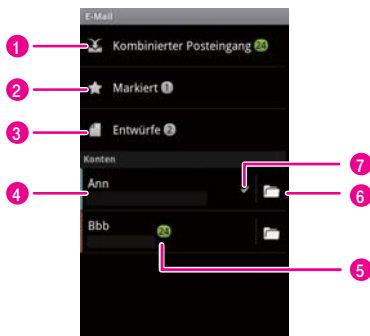 E-Mail
1 Kombinierter Posteingang 24
2 Markiert 1
3 Entwürfe 2
Konten
7
4 Ann 6
Bbb 24
5